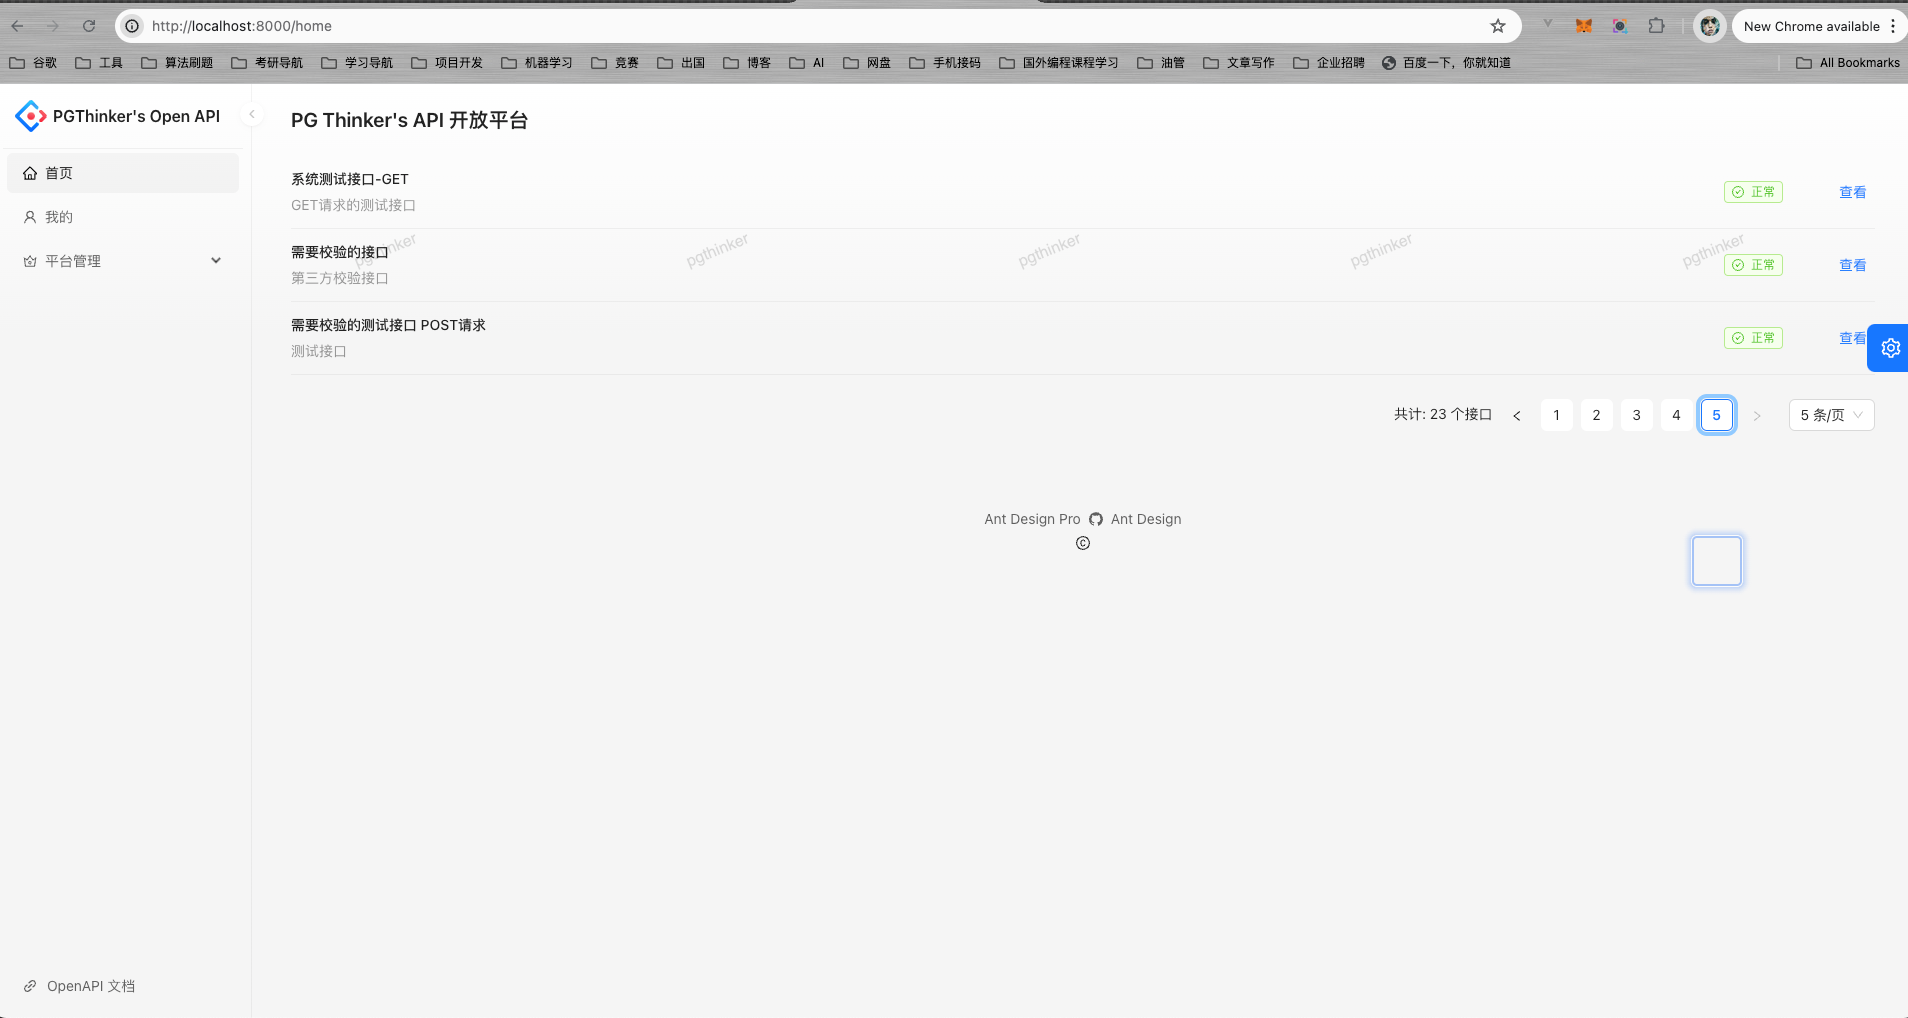 http://localhost:8000/home
New Chrome available
谷歌 工具 算法刷题 考研导航 学习导航 项目开发 机器学习 竞赛 出国 博客 AI 网盘 手机接码 国外编程课程学习 油管 文章写作 企业招聘 百度一下，你就知道 All Bookmarks
PGThinker's Open API
首页
我的
平台管理
OpenAPI 文档
PG Thinker's API 开放平台
系统测试接口-GET
GET请求的测试接口
正常 查看
需要校验的接口
第三方校验接口
正常 查看
pgthinker pgthinker pgthinker pgthinker pgthinker
需要校验的测试接口 POST请求
测试接口
正常 查看
共计: 23 个接口 < 1 2 3 4 5 > 5 条/页
Ant Design Pro Ant Design
©